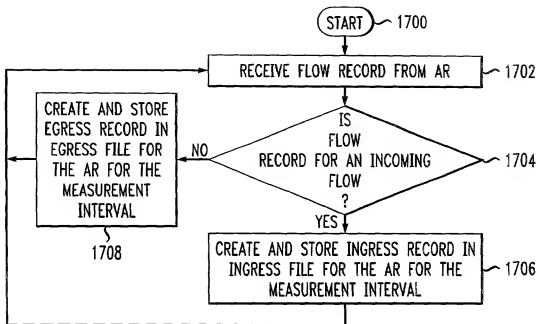 START
1700
RECEIVE FLOW RECORD FROM AR
1702
IS
FLOW
RECORD FOR AN INCOMING
FLOW
?
1704
NO
CREATE AND STORE
EGRESS RECORD IN
EGRESS FILE FOR
THE AR FOR THE
MEASUREMENT
INTERVAL
1708
YES
CREATE AND STORE INGRESS RECORD IN
INGRESS FILE FOR THE AR FOR THE
MEASUREMENT INTERVAL
1706